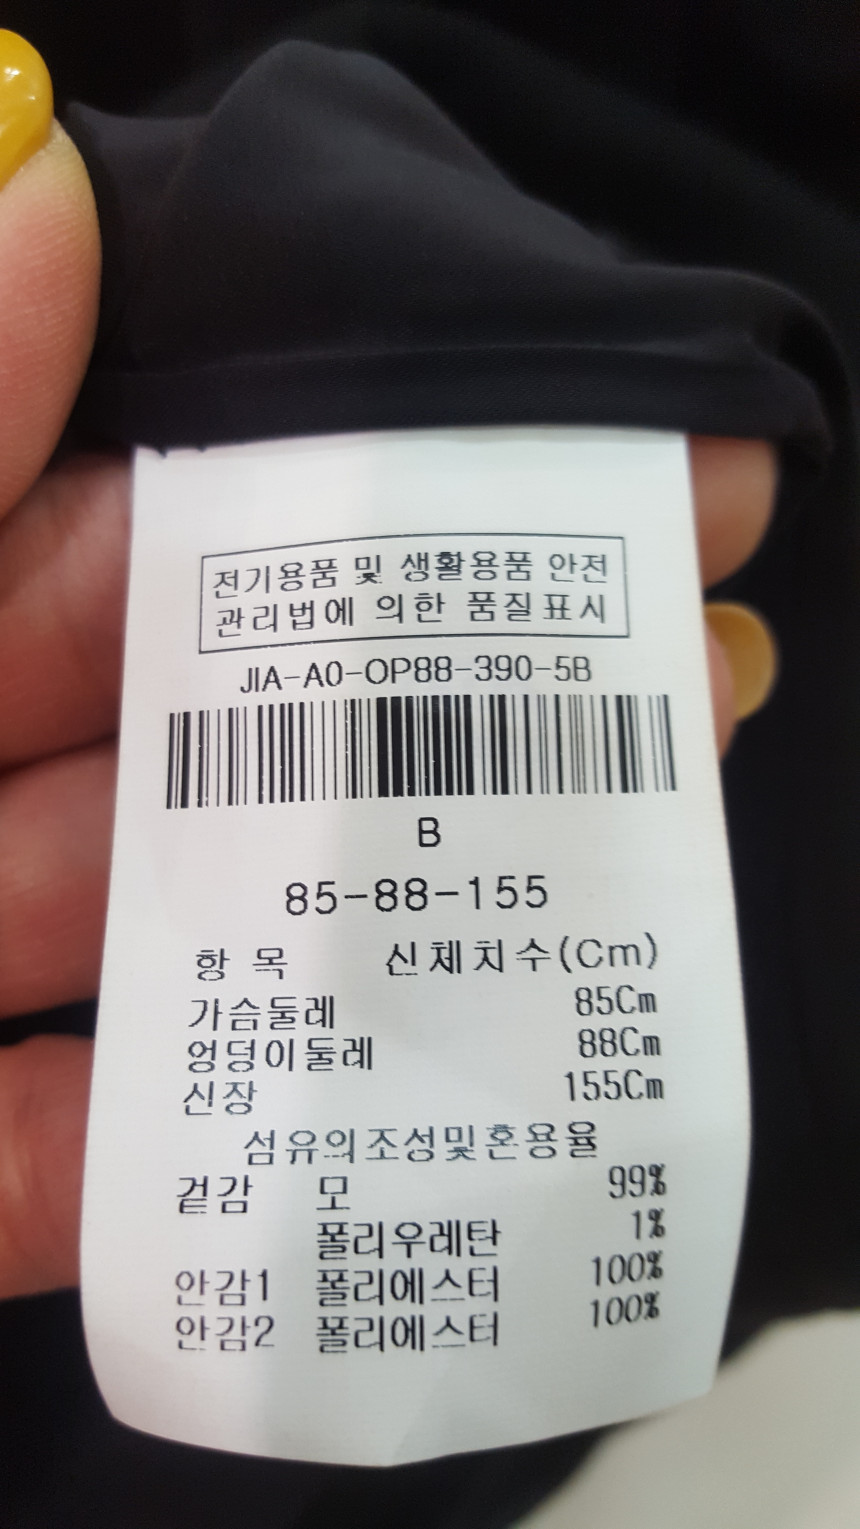 전기용품 및 생활용품 안전
관리법에 의한 품질표시
JIA-A0-OP88-390-5B
B
85-88-155
항 목 신체치수(Cm)
가슴둘레 85Cm
엉덩이둘레 88Cm
신장 155Cm
섬유의조성및혼용율
겉감 모 99%
폴리우레탄 1%
안감1 폴리에스터 100%
안감2 폴리에스터 100%